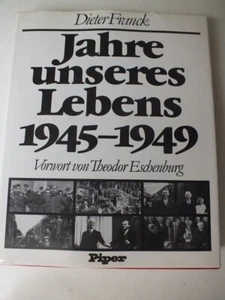 Dieter Franck
Jahre
unseres
Lebens
1945–1949
Vorwort von Theodor Eschenburg
Piper